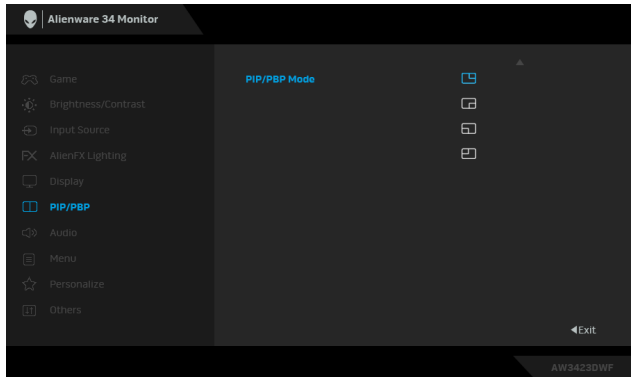 Alienware 34 Monitor
Game
PIP/PBP Mode
Brightness/Contrast
Input Source
AlienFX Lighting
Display
PIP/PBP
Audio
Menu
Personalize
Others
Exit
AW3423DWF